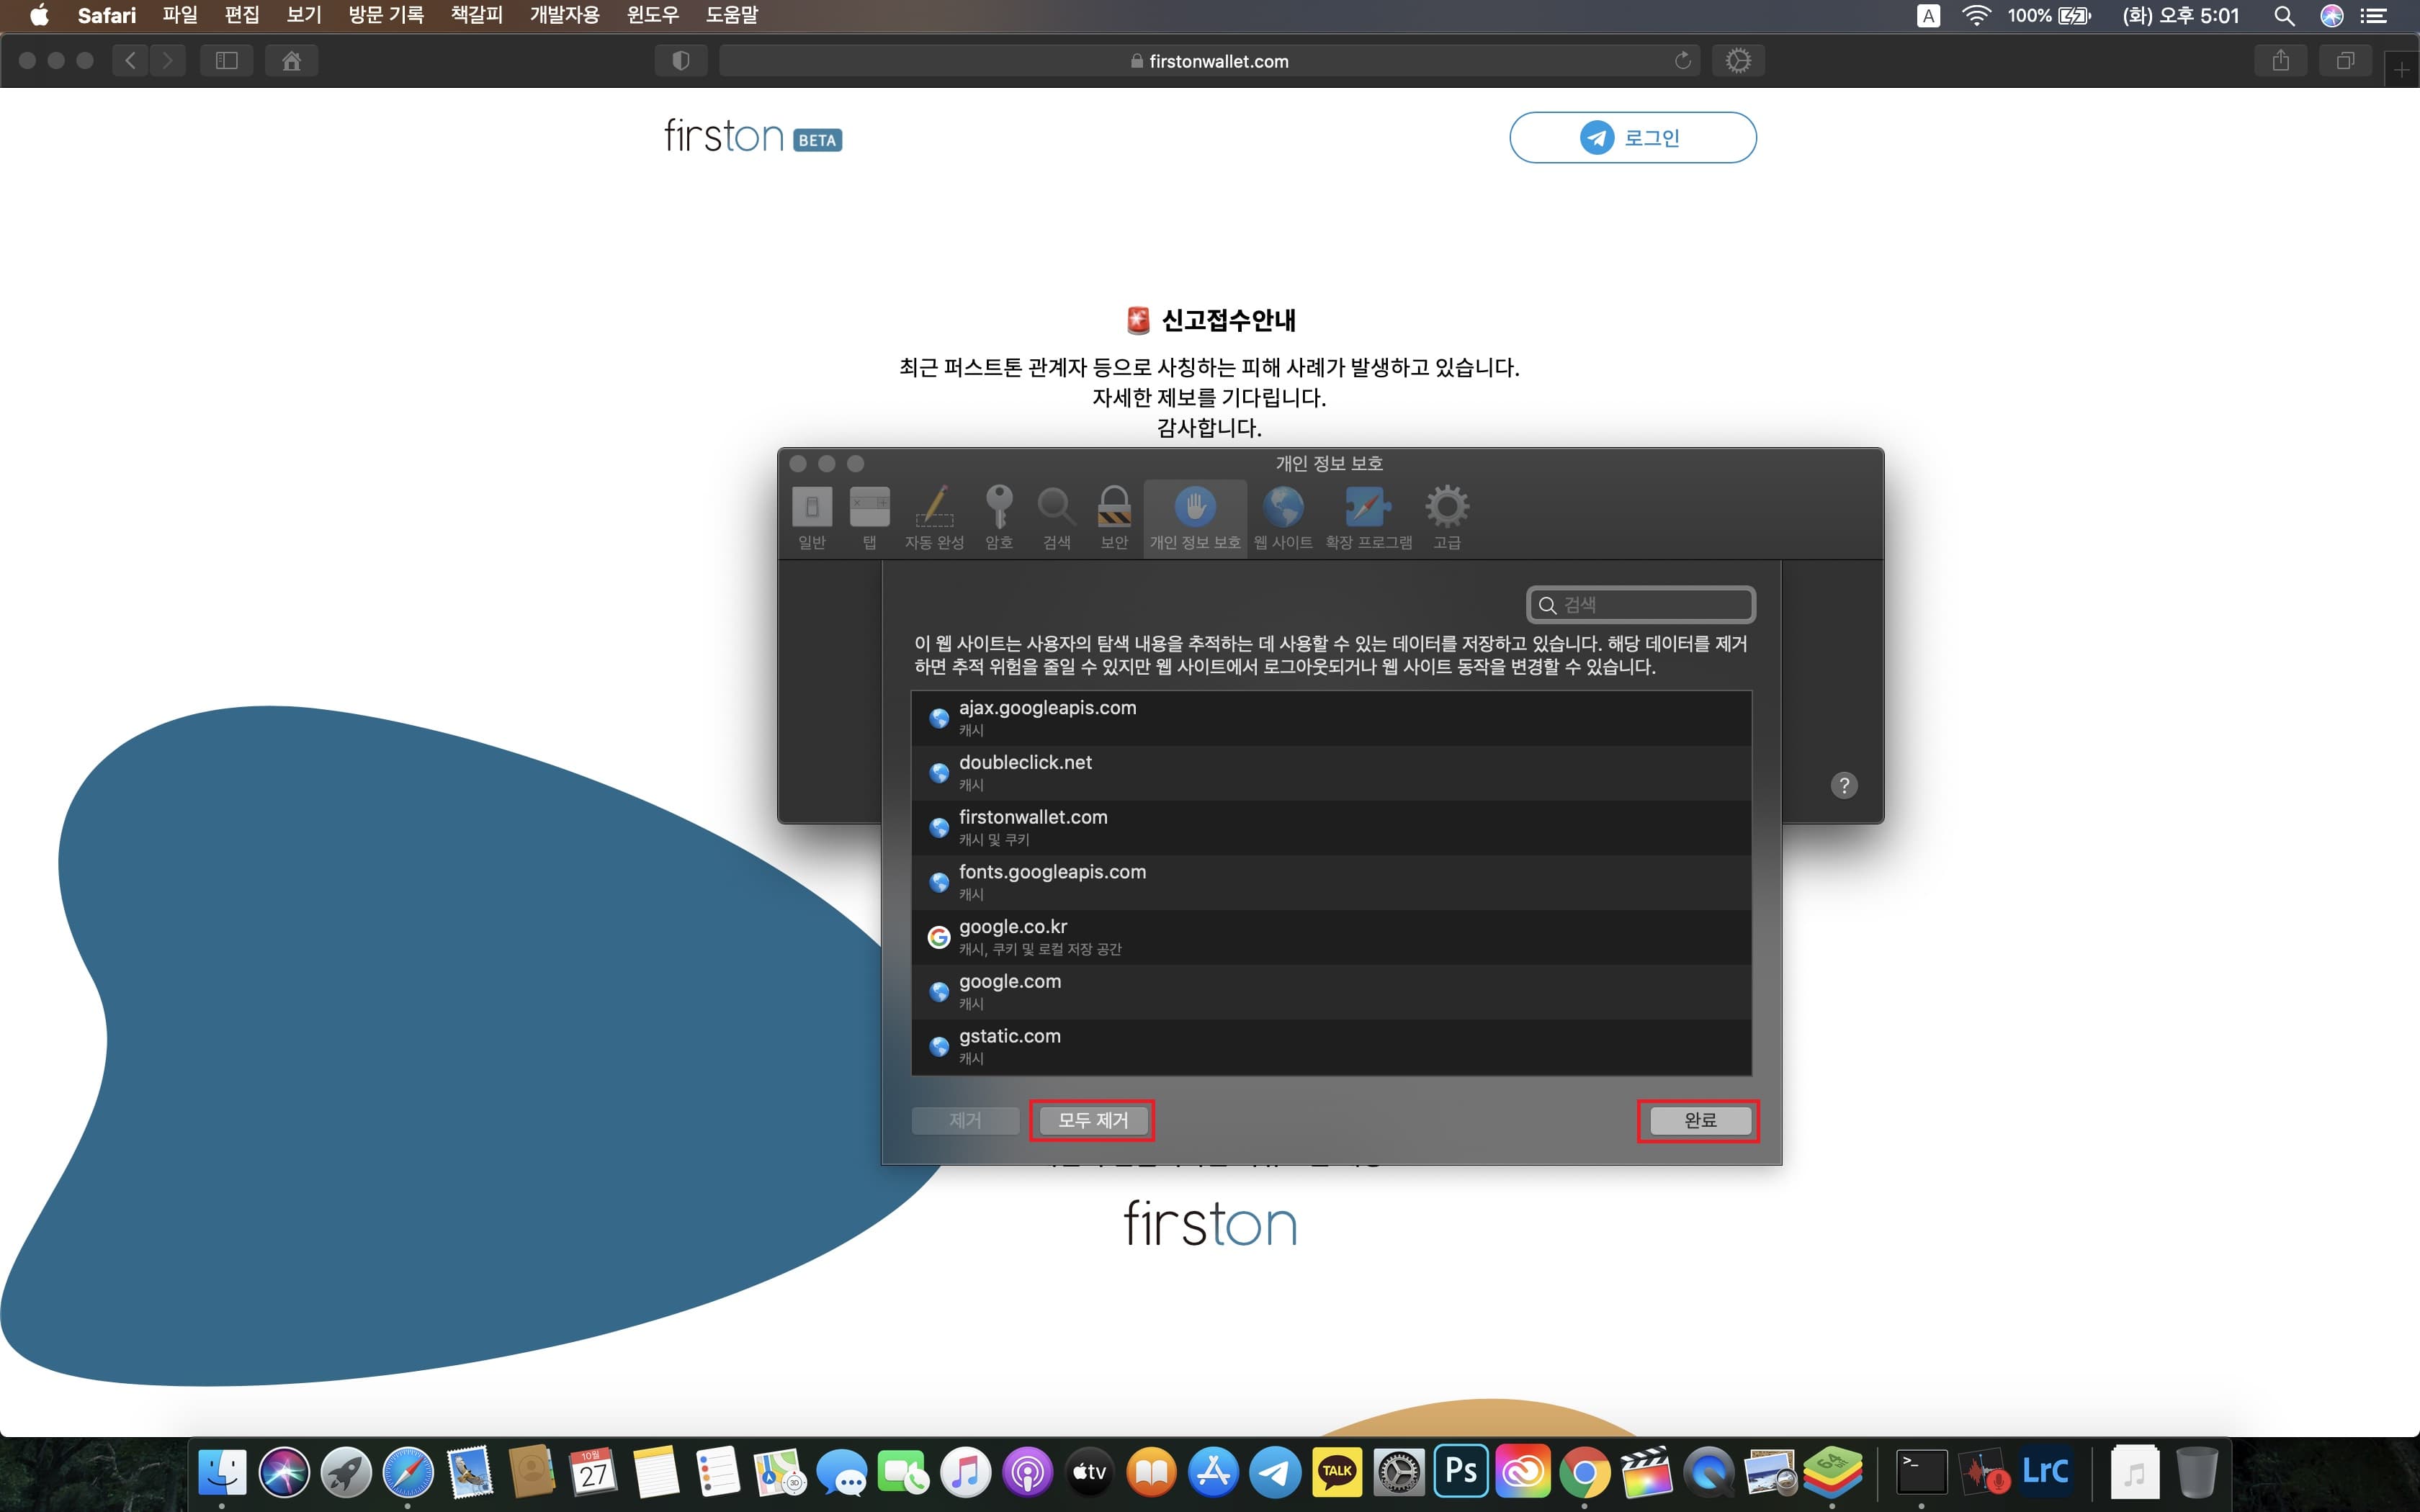 Safari 파일 편집 보기 방문 기록 책갈피 개발자용 윈도우 도움말 A 100% (화) 오후 5:01
firstonwallet.com
firston BETA
로그인
신고접수안내
최근 퍼스트톤 관계자 등으로 사칭하는 피해 사례가 발생하고 있습니다.
자세한 제보를 기다립니다.
감사합니다.
개인 정보 보호
일반 탭 자동 완성 암호 검색 보안 개인 정보 보호 웹 사이트 확장 프로그램 고급
검색
이 웹 사이트는 사용자의 탐색 내용을 추적하는 데 사용할 수 있는 데이터를 저장하고 있습니다. 해당 데이터를 제거
하면 추적 위험을 줄일 수 있지만 웹 사이트에서 로그아웃되거나 웹 사이트 동작을 변경할 수 있습니다.
ajax.googleapis.com
캐시
doubleclick.net
캐시
?
firstonwallet.com
캐시 및 쿠키
fonts.googleapis.com
캐시
google.co.kr
캐시, 쿠키 및 로컬 저장 공간
google.com
캐시
gstatic.com
캐시
제거 모두 제거 완료
firston
10월
27
3D
tv
TALK
Ps
64 bit
>_
LrC